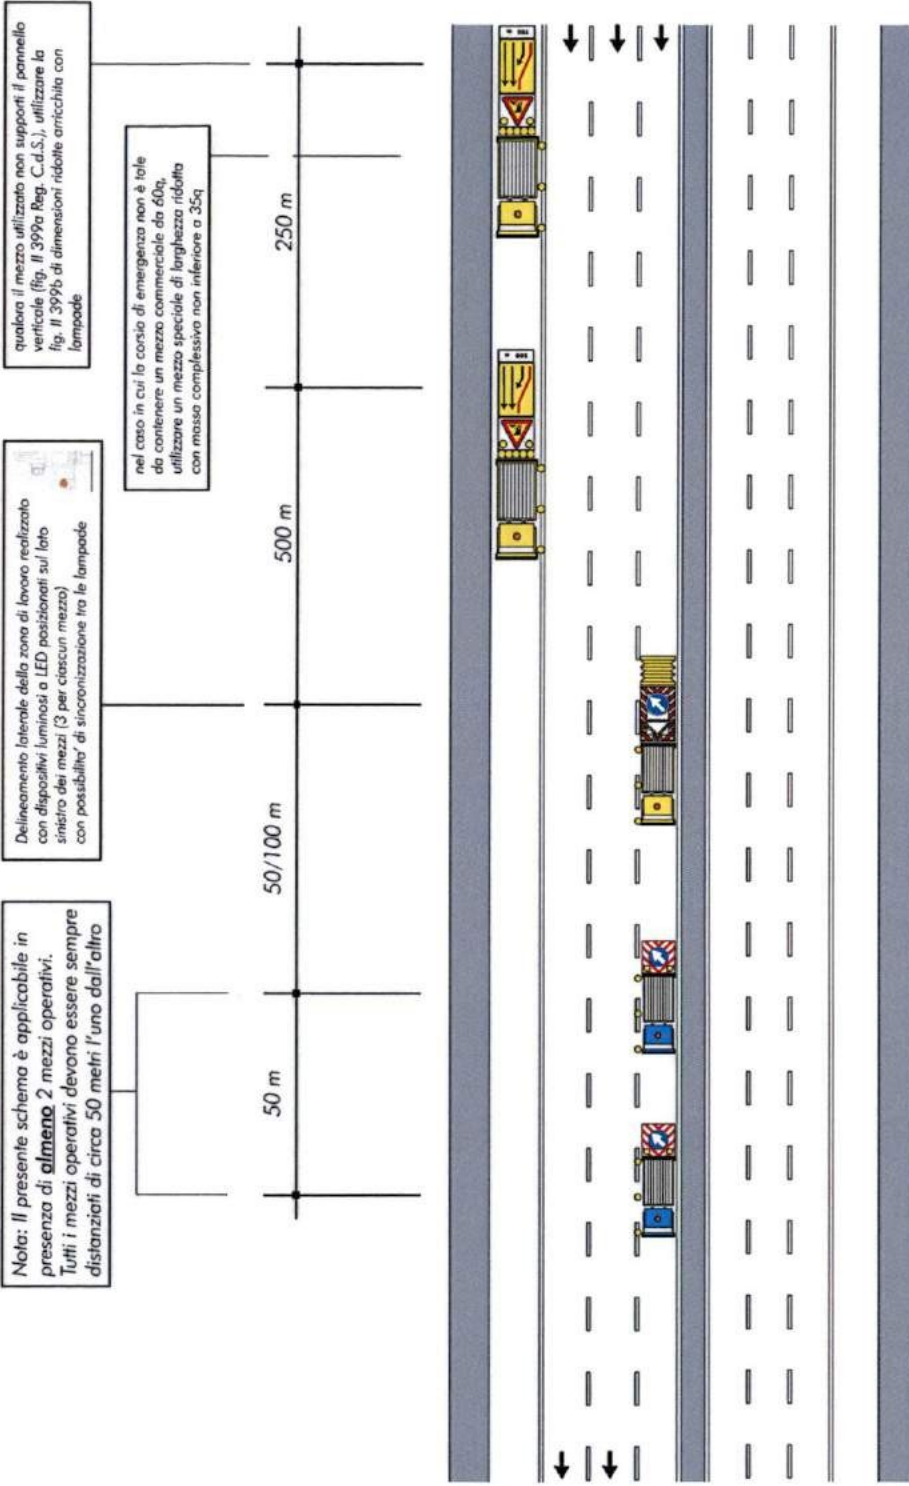 qualora il mezzo utilizzato non supporti il pannello
verticale (fig. II 399a Reg. C.d.S.), utilizzare la
fig. II 399b di dimensioni ridotte arricchita con
lampade
nel caso in cui la corsia di emergenza non è tale
da contenere un mezzo commerciale da 60q,
utilizzare un mezzo speciale di larghezza ridotta
con massa complessiva non inferiore a 35q
Delineamento laterale della zona di lavoro realizzato
con dispositivi luminosi a LED posizionati sul lato
sinistro dei mezzi (3 per ciascun mezzo)
con possibilita' di sincronizzazione tra le lampade
Nota: Il presente schema è applicabile in
presenza di almeno 2 mezzi operativi.
Tutti i mezzi operativi devono essere sempre
distanziati di circa 50 metri l'uno dall'altro
250 m
500 m
50/100 m
50 m